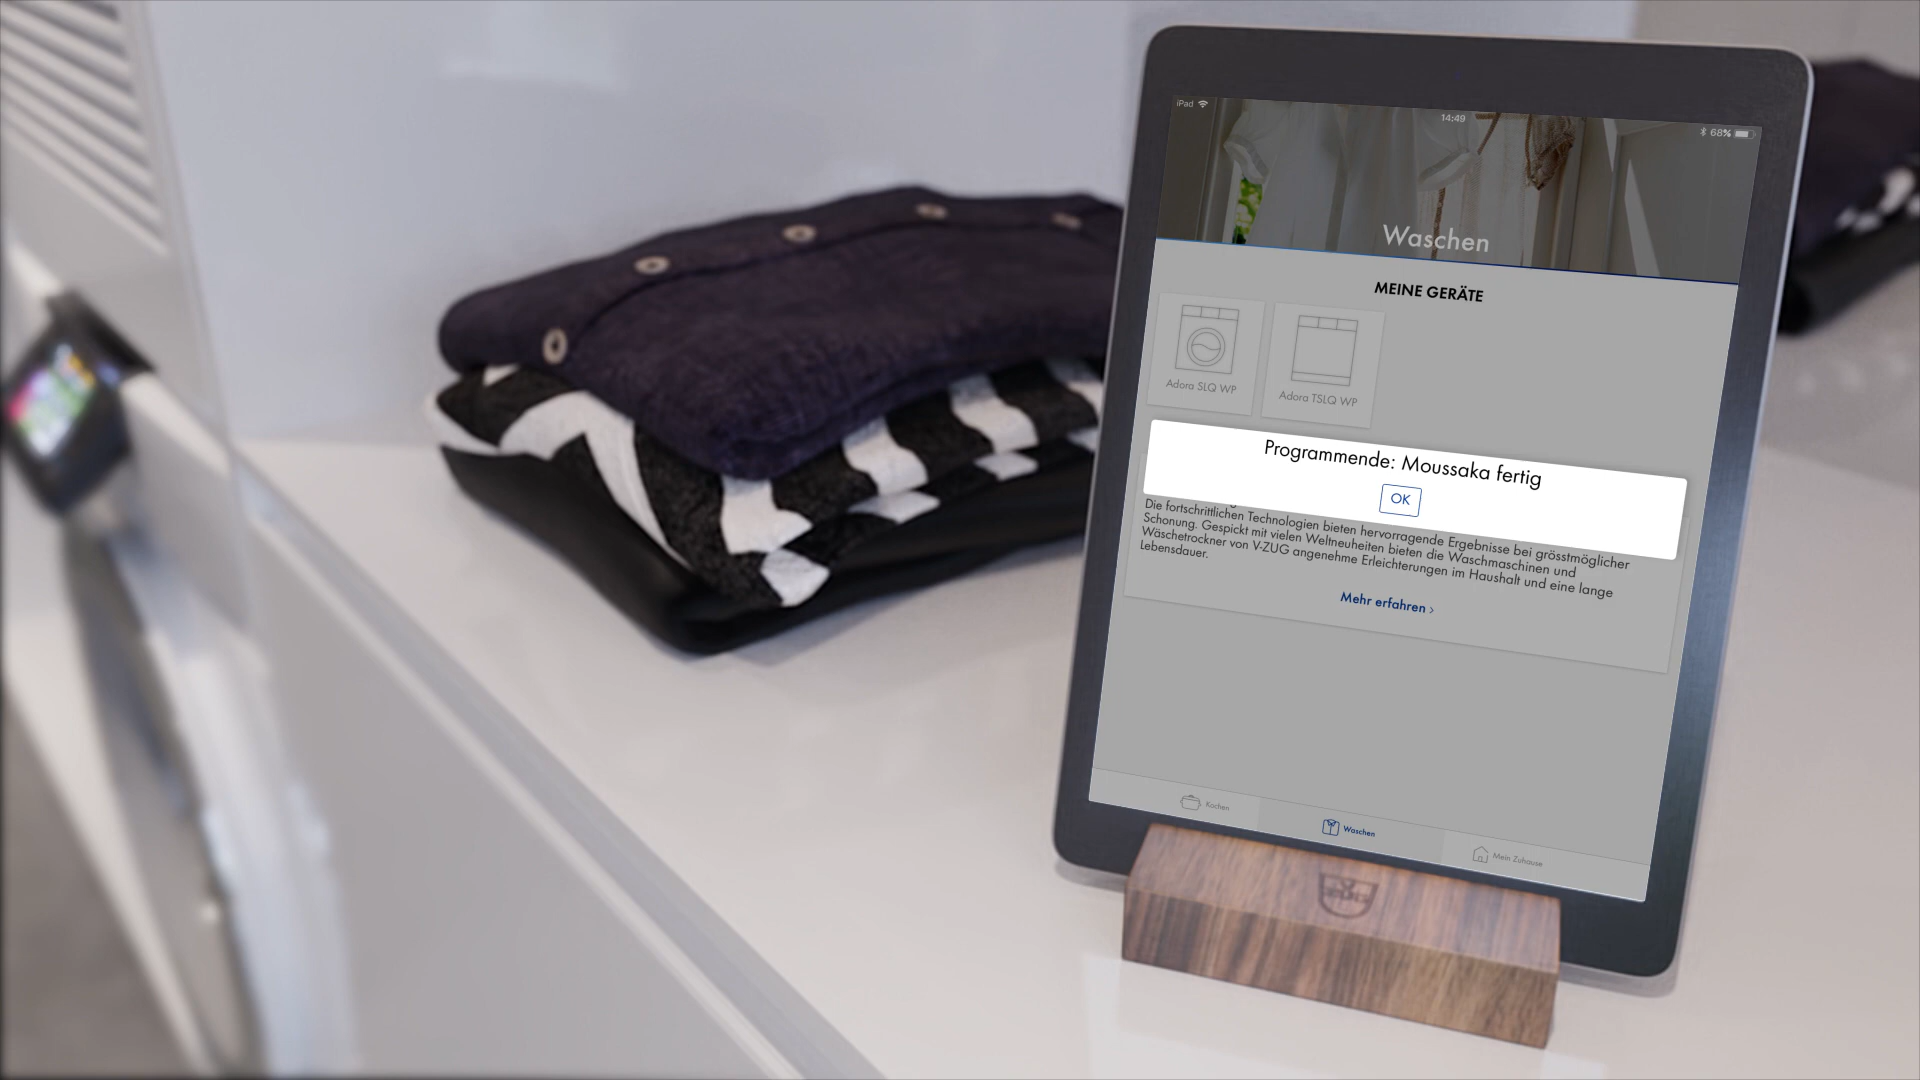 iPad
14:49
68%
Waschen
MEINE GERÄTE
Adora SLQ WP
Adora TSLQ WP
Programmende: Moussaka fertig
OK
Die fortschrittlichen Technologien bieten hervorragende Ergebnisse bei grösstmöglicher
Schonung. Gespickt mit vielen Weltneuheiten bieten die Waschmaschinen und
Wäschetrockner von V-ZUG angenehme Erleichterungen im Haushalt und eine lange
Lebensdauer.
Mehr erfahren ›
Kochen
Waschen
Mein Zuhause